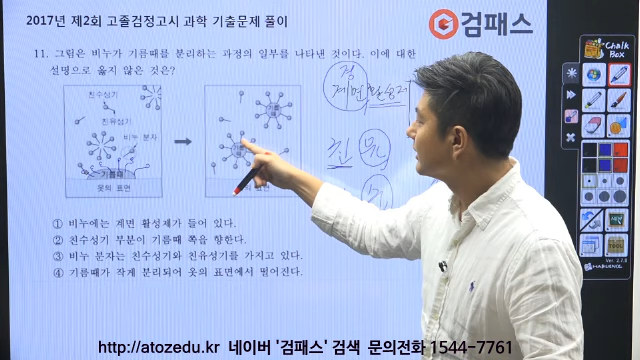 2017년 제2회 고졸검정고시 과학 기출문제 풀이
검패스
11. 그림은 비누가 기름때를 분리하는 과정의 일부를 나타낸 것이다. 이에 대한
설명으로 옳지 않은 것은?
친수성기
친유성기
비누 분자
기름때
옷의 표면
표면
계면활성제
친
① 비누에는 계면 활성제가 들어 있다.
② 친수성기 부분이 기름때 쪽을 향한다.
③ 비누 분자는 친수성기와 친유성기를 가지고 있다.
④ 기름때가 작게 분리되어 옷의 표면에서 떨어진다.
Chalk
Box
TOOL
Ver. 2.7.8
http://atozedu.kr 네이버 '검패스' 검색 문의전화 1544-7761